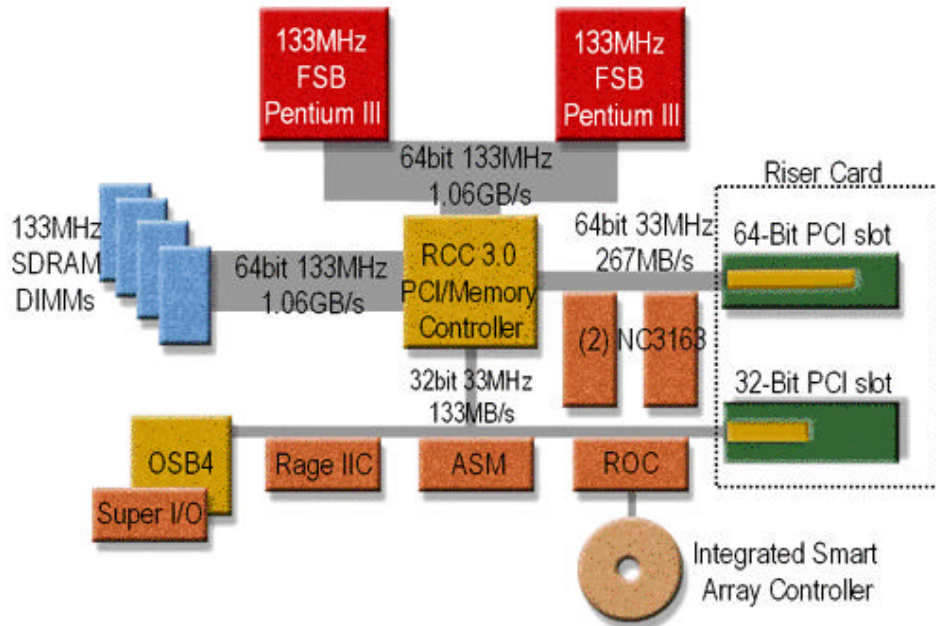 133MHz
FSB
Pentium III
133MHz
FSB
Pentium III
64bit 133MHz
1.06GB/s
Riser Card
133MHz
SDRAM
DIMMs
64bit 133MHz
1.06GB/s
RCC 3.0
PCI/Memory
Controller
64bit 33MHz
267MB/s
64-Bit PCI slot
(2) NC3163
32bit 33MHz
133MB/s
32-Bit PCI slot
OSB4
Super I/O
Rage IIC
ASM
ROC
Integrated Smart
Array Controller